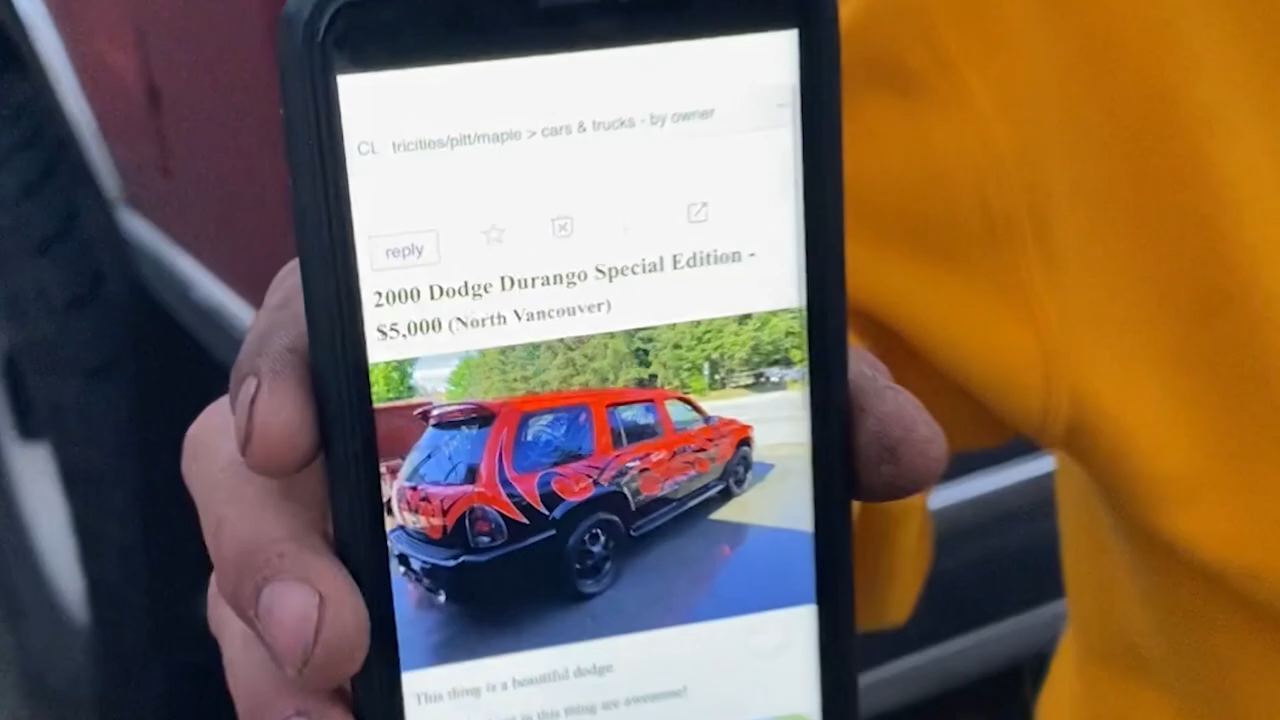 CL tricities/pitt/maple > cars & trucks - by owner
reply
2000 Dodge Durango Special Edition -
$5,000 (North Vancouver)
This thing is a beautiful dodge.
in this thing are awesome!